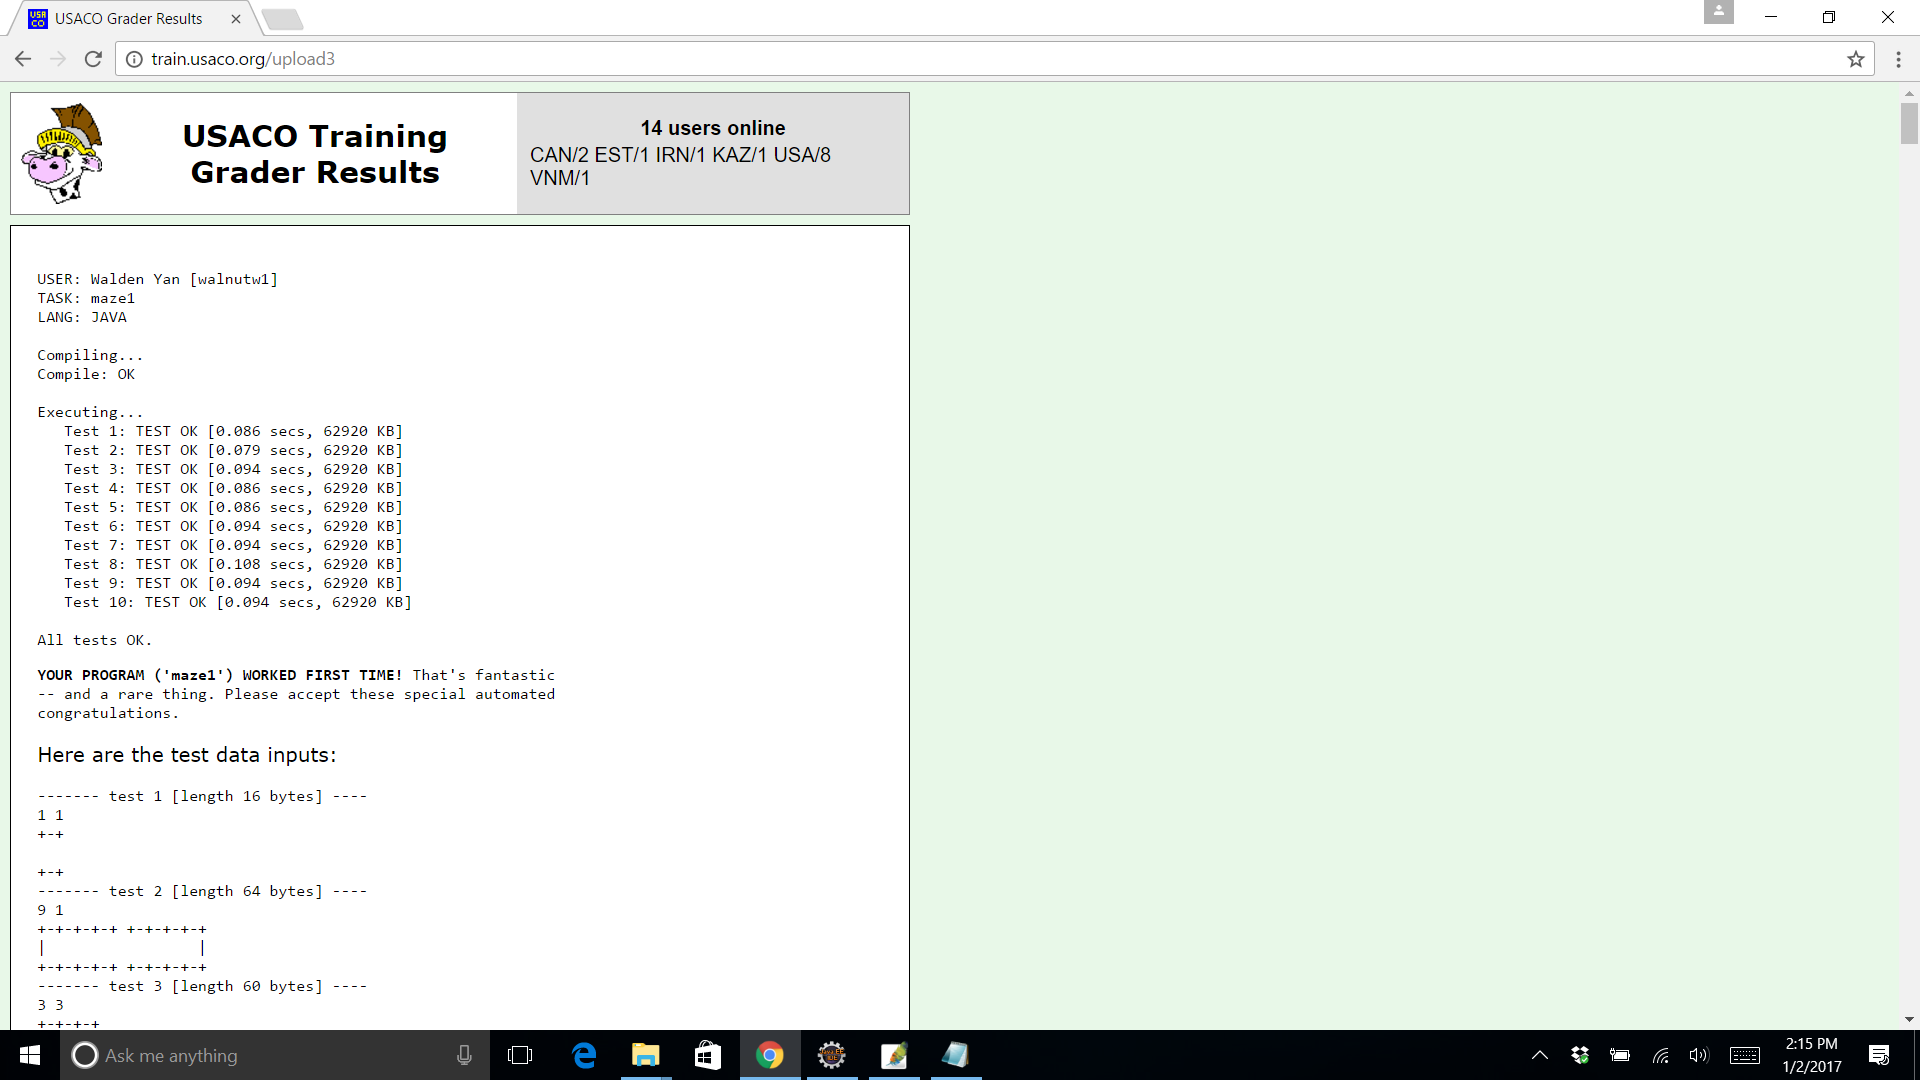 USACO Grader Results
train.usaco.org/upload3
USACO Training
Grader Results
14 users online
CAN/2 EST/1 IRN/1 KAZ/1 USA/8
VNM/1
USER: Walden Yan [walnutw1]
TASK: maze1
LANG: JAVA
Compiling...
Compile: OK
Executing...
Test 1: TEST OK [0.086 secs, 62920 KB]
Test 2: TEST OK [0.079 secs, 62920 KB]
Test 3: TEST OK [0.094 secs, 62920 KB]
Test 4: TEST OK [0.086 secs, 62920 KB]
Test 5: TEST OK [0.086 secs, 62920 KB]
Test 6: TEST OK [0.094 secs, 62920 KB]
Test 7: TEST OK [0.094 secs, 62920 KB]
Test 8: TEST OK [0.108 secs, 62920 KB]
Test 9: TEST OK [0.094 secs, 62920 KB]
Test 10: TEST OK [0.094 secs, 62920 KB]
All tests OK.
YOUR PROGRAM ('maze1') WORKED FIRST TIME! That's fantastic
-- and a rare thing. Please accept these special automated
congratulations.
Here are the test data inputs:
------- test 1 [length 16 bytes] ----
1 1
+-+
+-+
------- test 2 [length 64 bytes] ----
9 1
+-+-+-+-+ +-+-+-+-+
|                 |
+-+-+-+-+ +-+-+-+-+
------- test 3 [length 60 bytes] ----
3 3
+-+-+-+
Ask me anything
2:15 PM
1/2/2017